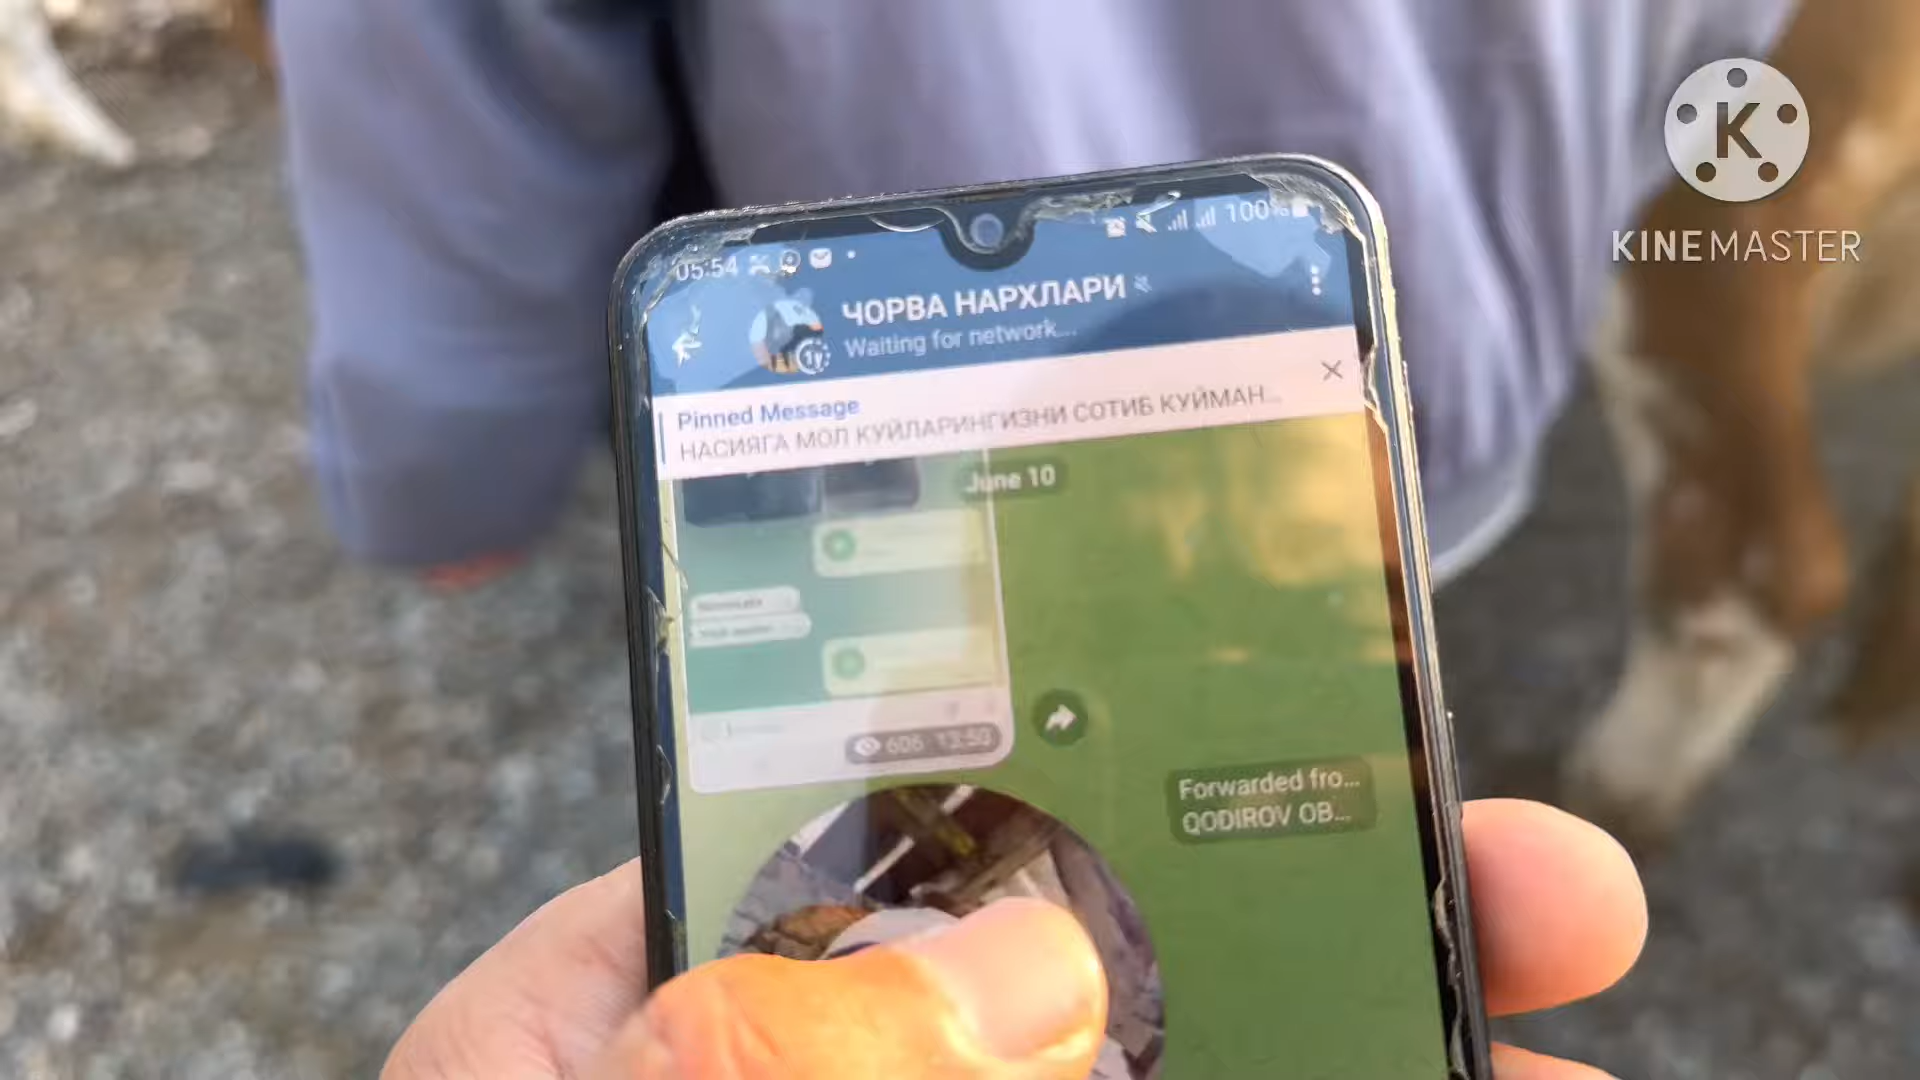 K
KINEMASTER
05:54
100%
ЧОРВА НАРХЛАРИ
1y
Waiting for network...
Pinned Message
НАСИЯГА МОЛ КУЙЛАРИНГИЗНИ СОТИБ КУЙМАН...
June 10
606 13:50
Forwarded fro...
QODIROV OB...